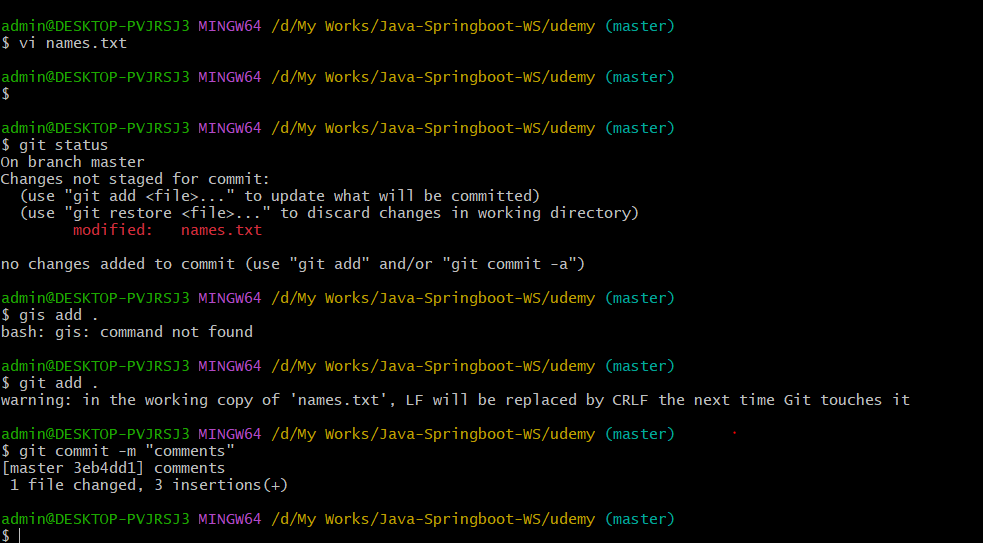 admin@DESKTOP-PVJRSJ3 MINGW64 /d/My Works/Java-Springboot-WS/udemy (master)
$ vi names.txt
admin@DESKTOP-PVJRSJ3 MINGW64 /d/My Works/Java-Springboot-WS/udemy (master)
$
admin@DESKTOP-PVJRSJ3 MINGW64 /d/My Works/Java-Springboot-WS/udemy (master)
$ git status
On branch master
Changes not staged for commit:
  (use "git add <file>..." to update what will be committed)
  (use "git restore <file>..." to discard changes in working directory)
        modified:   names.txt
no changes added to commit (use "git add" and/or "git commit -a")
admin@DESKTOP-PVJRSJ3 MINGW64 /d/My Works/Java-Springboot-WS/udemy (master)
$ gis add .
bash: gis: command not found
admin@DESKTOP-PVJRSJ3 MINGW64 /d/My Works/Java-Springboot-WS/udemy (master)
$ git add .
warning: in the working copy of 'names.txt', LF will be replaced by CRLF the next time Git touches it
admin@DESKTOP-PVJRSJ3 MINGW64 /d/My Works/Java-Springboot-WS/udemy (master)
$ git commit -m "comments"
[master 3eb4dd1] comments
 1 file changed, 3 insertions(+)
admin@DESKTOP-PVJRSJ3 MINGW64 /d/My Works/Java-Springboot-WS/udemy (master)
$